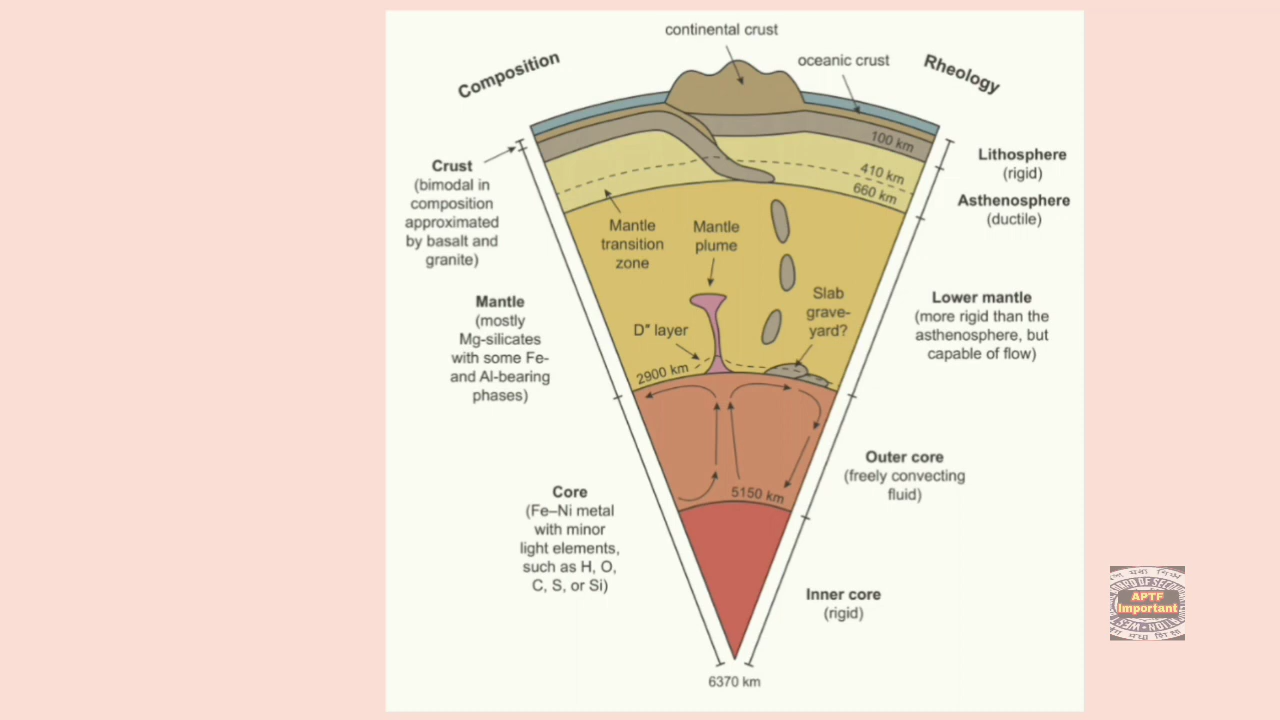 continental crust
oceanic crust
Composition
Rheology
100 km
410 km
660 km
Crust
(bimodal in
composition
approximated
by basalt and
granite)
Lithosphere
(rigid)
Asthenosphere
(ductile)
Mantle
transition
zone
Mantle
plume
Mantle
(mostly
Mg-silicates
with some Fe-
and Al-bearing
phases)
D" layer
Slab
grave-
yard?
Lower mantle
(more rigid than the
asthenosphere, but
capable of flow)
2900 km
Outer core
(freely convecting
fluid)
5150 km
Core
(Fe–Ni metal
with minor
light elements,
such as H, O,
C, S, or Si)
Inner core
(rigid)
6370 km
APTF
Important